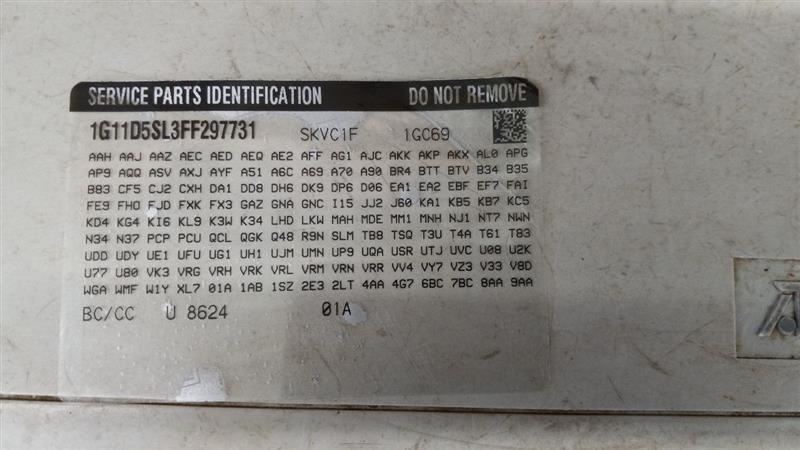 SERVICE PARTS IDENTIFICATION DO NOT REMOVE
1G11D5SL3FF297731 SKVC1F 1GC69
AAH AAJ AAZ AEC AED AEQ AE2 AFF AG1 AJC AKK AKP AKX AL0 APG
AP9 AQQ ASV AXJ AYF A51 A6C A69 A70 A90 BR4 BTT BTV B34 B35
B83 CF5 CJ2 CXH DA1 DD8 DH6 DK9 DP6 D06 EA1 EA2 EBF EF7 FAI
FE9 FHO FJD FXK FX3 GAZ GNA GNC I15 JJ2 J60 KA1 KB5 KB7 KC5
KD4 KG4 KI6 KL9 K3W K34 LHD LKW MAH MDE MM1 MNH NJ1 NT7 NWN
N34 N37 PCP PCU QCL QGK Q48 R9N SLM TB8 TSQ T3U T4A T61 T83
UDD UDY UE1 UFU UG1 UH1 UJM UMN UP9 UQA USR UTJ UVC U08 U2K
U77 U80 VK3 VRG VRH VRK VRL VRM VRN VRR VV4 VY7 VZ3 V33 V8D
WGA WMF W1Y XL7 01A 1AB 1SZ 2E3 2LT 4AA 4G7 6BC 7BC 8AA 9AA
BC/CC U 8624 01A